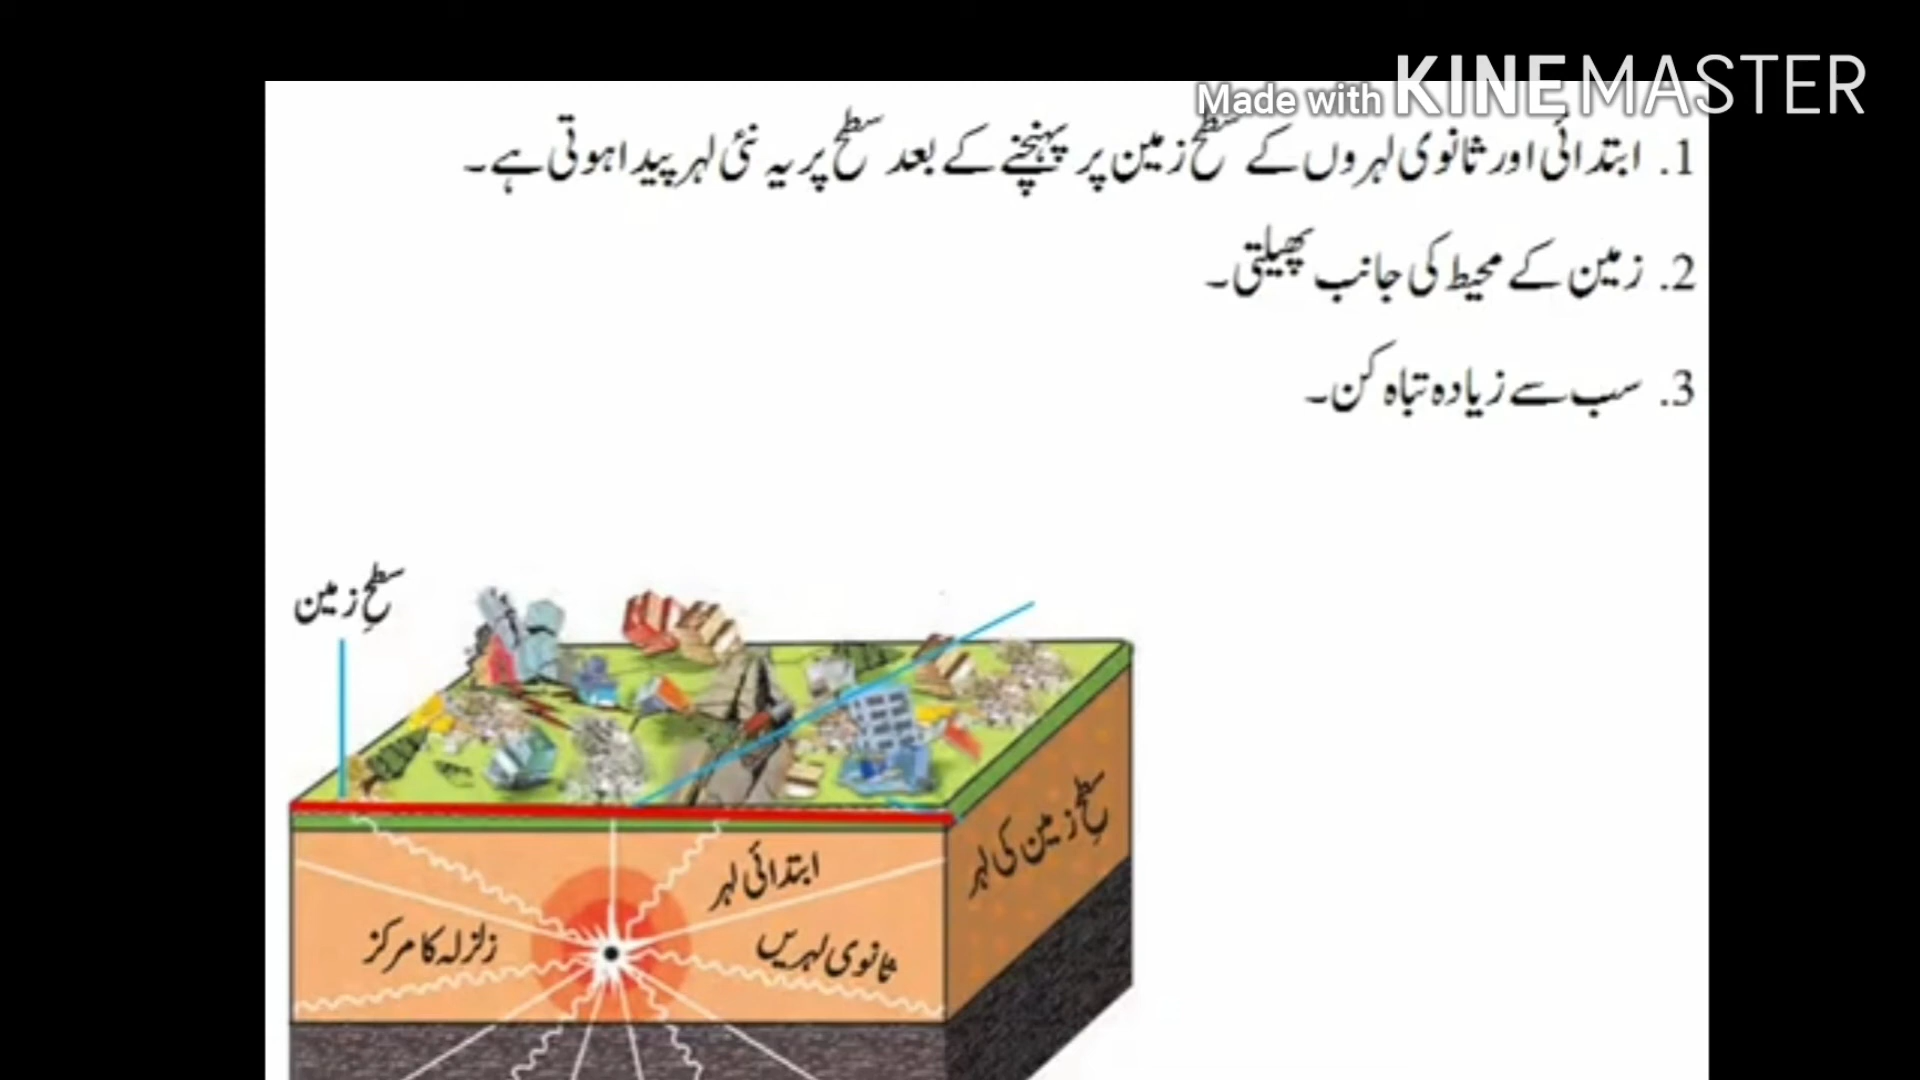 Made with KINEMASTER
1. ابتدائی اور ثانوی لہروں کے سطح زمین پر پہنچنے کے بعد سطح پر یہ نئی لہر پیدا ہوتی ہے۔
2. زمین کے محیط کی جانب پھیلتی۔
3. سب سے زیادہ تباہ کن۔
سطحِ زمین
سطحِ زمین کی لہر
ابتدائی لہر
زلزلہ کا مرکز
ثانوی لہریں